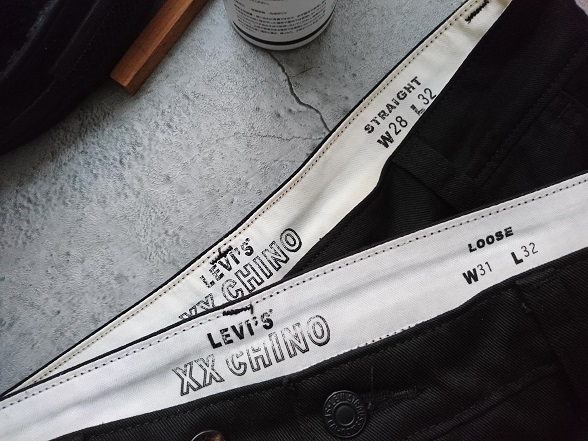 STRAIGHT
W28 L32
LEVI'S
XX CHINO
LOOSE
W31 L32
LEVI'S
XX CHINO